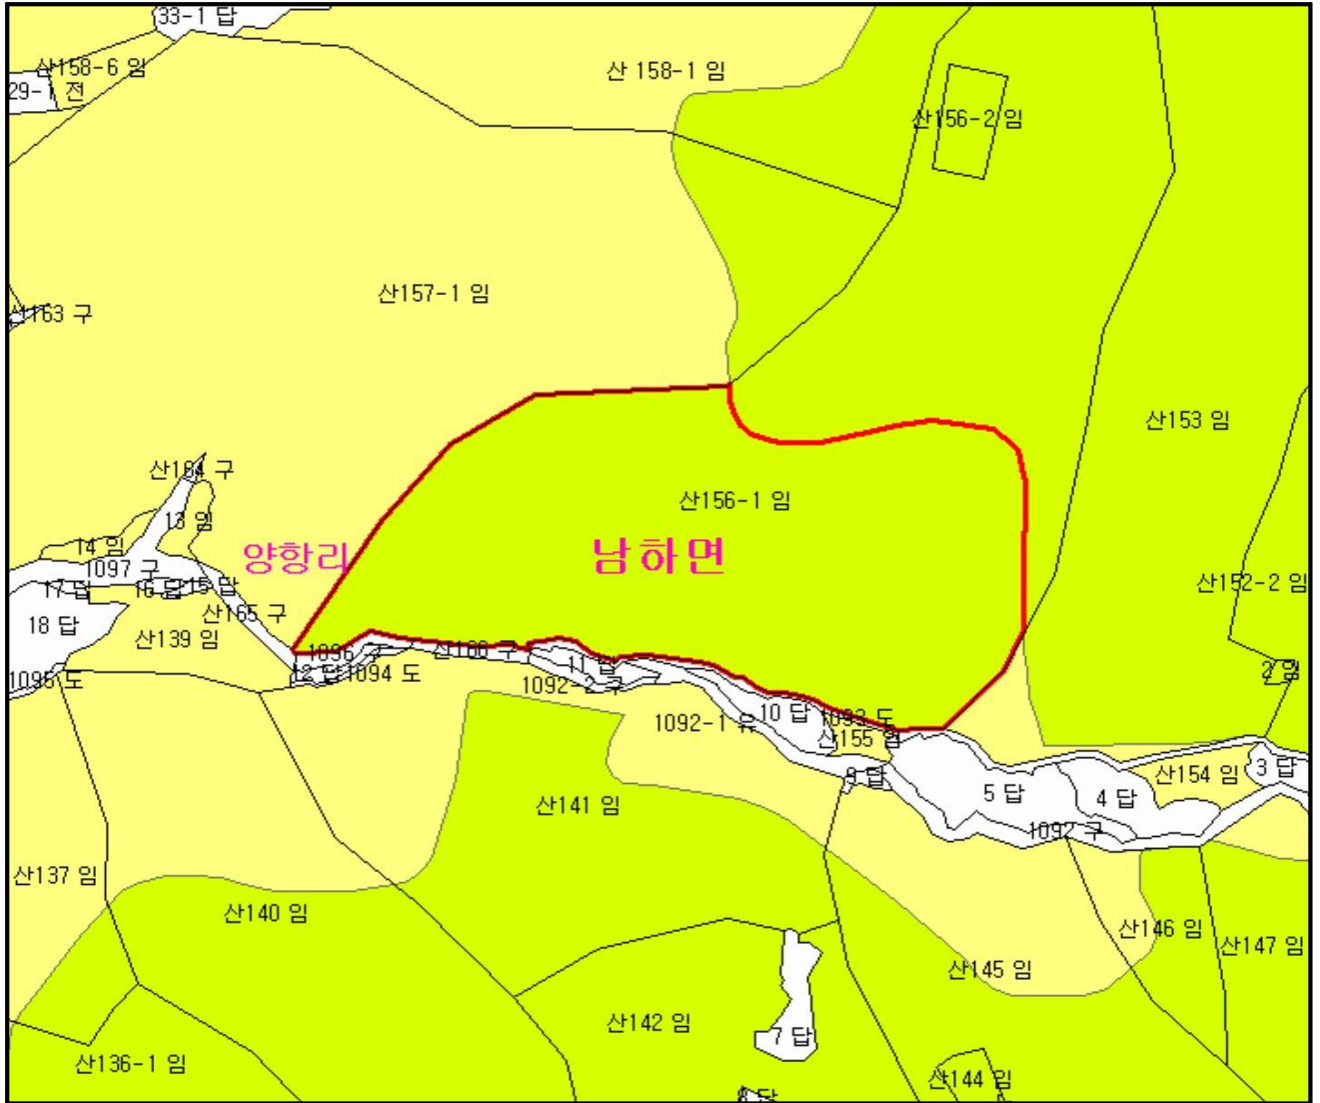 33-1 답
산158-6 임
산 158-1 임
29-1 전
산156-2 임
산157-1 임
산163 구
산153 임
산164 구
산156-1 임
13 임
14 임
양항리
남하면
1097 구
17 답
16 답
15 답
산152-2 임
산165 구
18 답
산139 임
1096 구
산166 구
11 답
2 임
12 답
1094 도
1095 도
1092-2 구
10 답
1093 도
1092-1 유
산155 임
9 답
산154 임
3 답
5 답
4 답
산141 임
1092 구
산137 임
산140 임
산146 임
산147 임
산145 임
산142 임
7 답
산136-1 임
산144 임
8 답